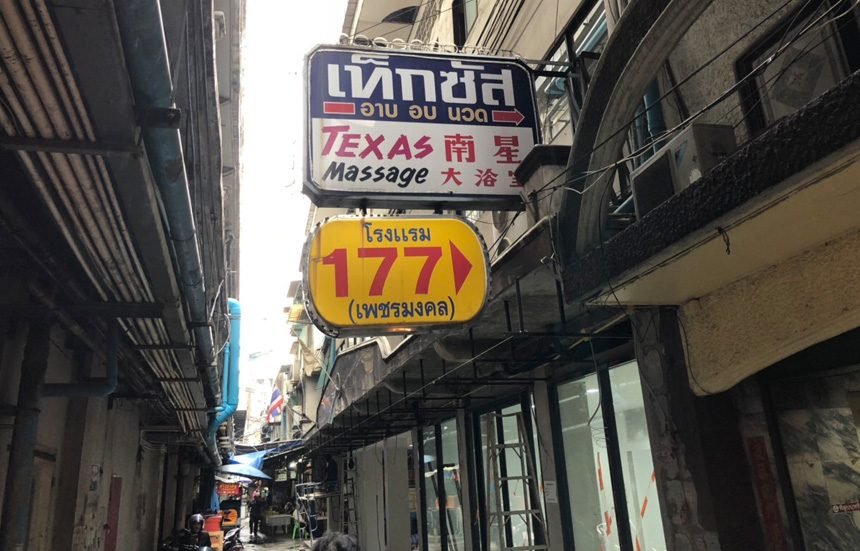 เท็กซัส
อาบ อบ นวด
TEXAS 南星
Massage 大浴室
โรงแรม
177
(เพชรมงคล)